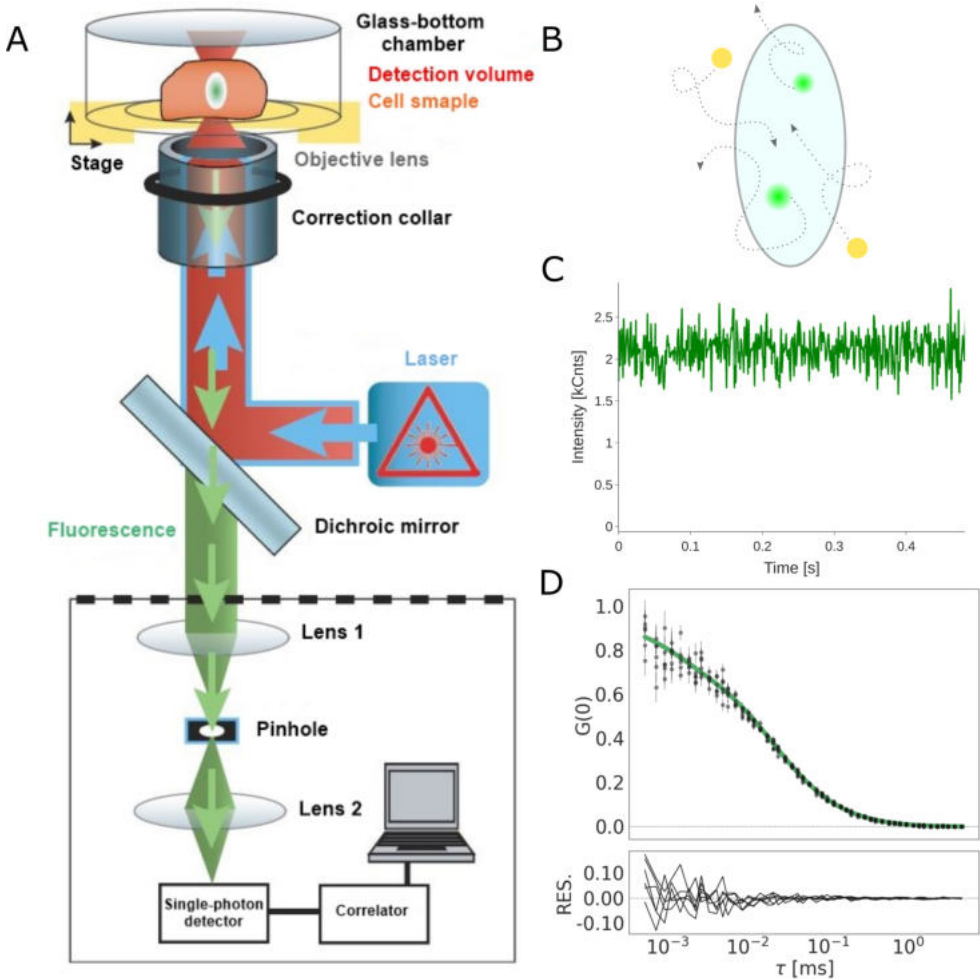 A
Glass-bottom
chamber
Detection volume
Cell smaple
Stage
Objective lens
Correction collar
Laser
Fluorescence
Dichroic mirror
Lens 1
Pinhole
Lens 2
Single-photon
detector
Correlator
B
C
Intensity [kCnts]
2.5
2
1.5
1
0.5
0
0
0.1
0.2
0.3
0.4
Time [s]
D
G(0)
1.0
0.8
0.6
0.4
0.2
0.0
RES.
0.10
0.00
-0.10
10⁻³
10⁻²
10⁻¹
10⁰
τ [ms]